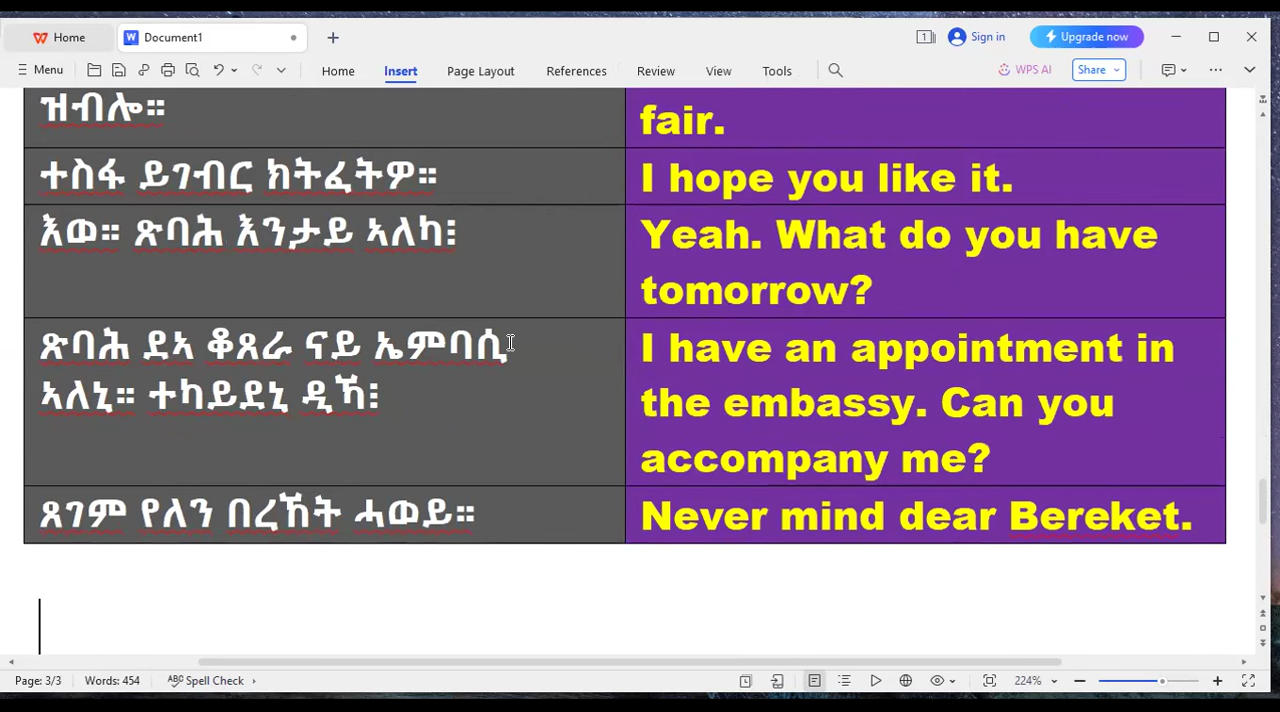 Home
Document1
Sign in
Upgrade now
Menu
Home
Insert
Page Layout
References
Review
View
Tools
WPS AI
Share
ዝብሎ።
fair.
ተስፋ ይገብር ክትፈትዎ።
I hope you like it.
እወ። ጽባሕ እንታይ ኣለካ፧
Yeah. What do you have
tomorrow?
ጽባሕ ደኣ ቆጸራ ናይ ኤምባሲ
ኣለኒ። ተካይደኒ ዲኻ፧
I have an appointment in
the embassy. Can you
accompany me?
ጸገም የለን በረኸት ሓወይ።
Never mind dear Bereket.
Page: 3/3
Words: 454
Spell Check
224%